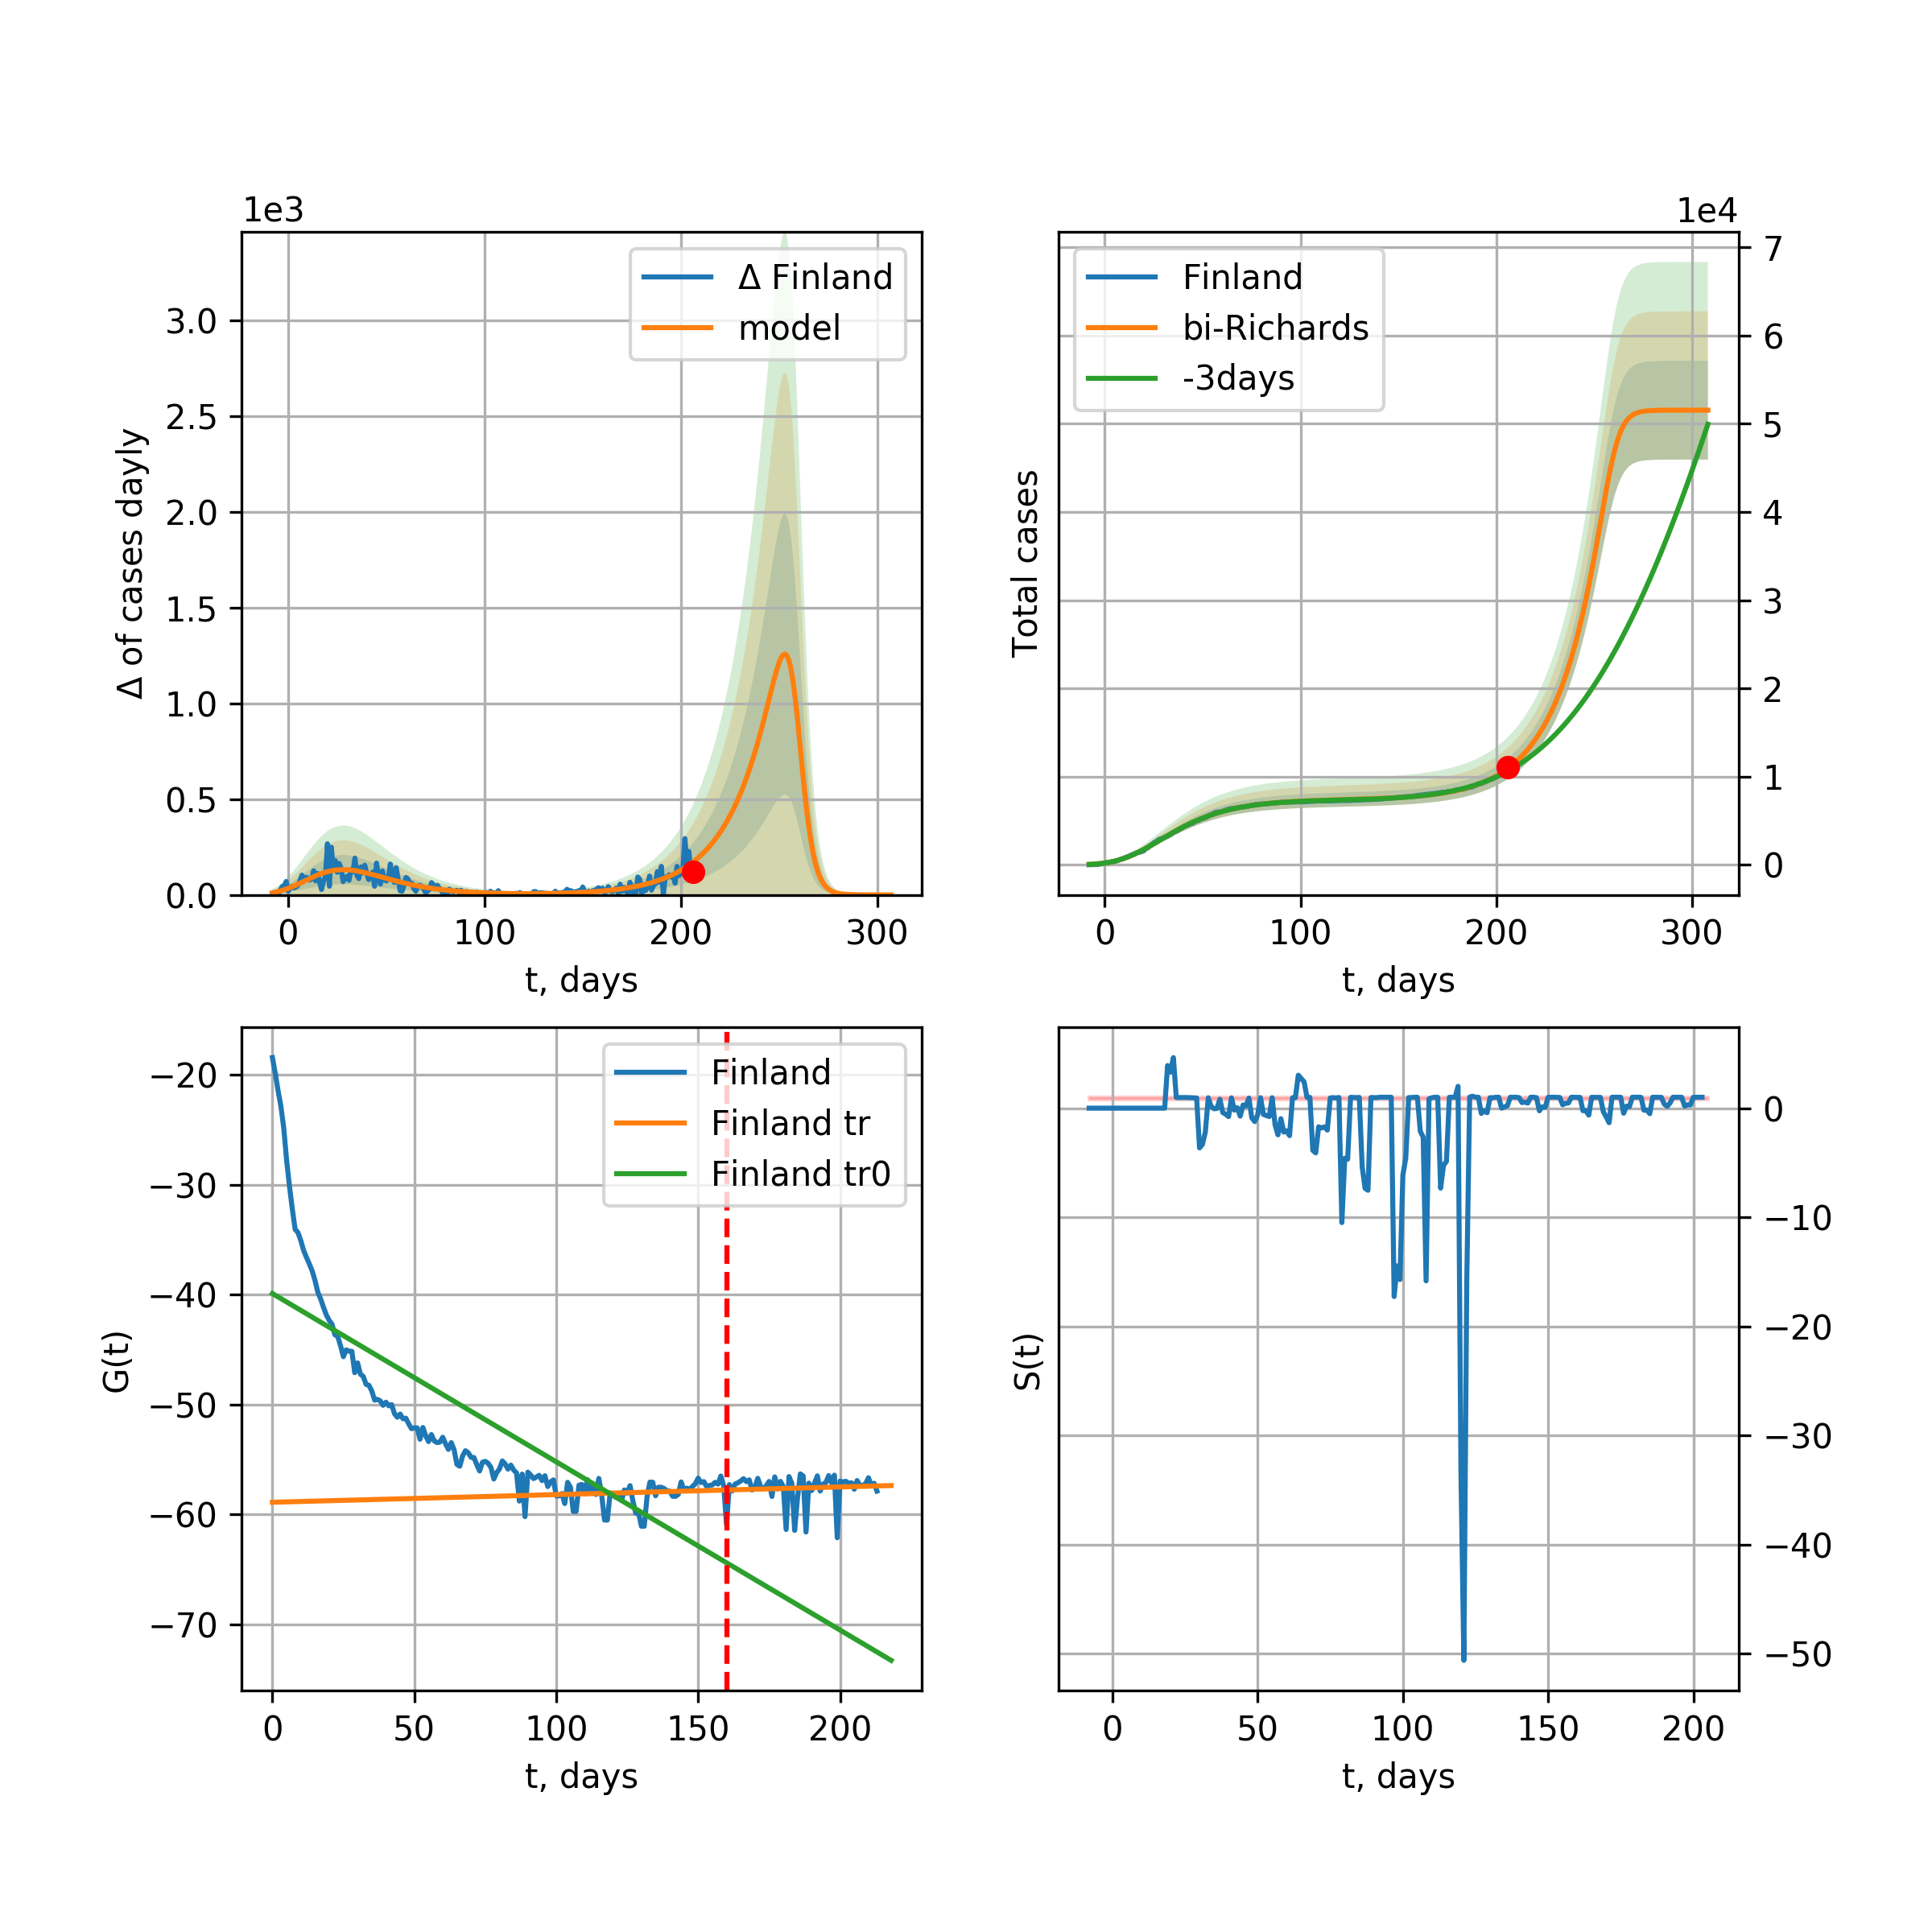 1e3
Δ of cases dayly
3.0
2.5
2.0
1.5
1.0
0.5
0.0
Δ Finland
model
0 100 200 300
t, days
1e4
Total cases
Finland
bi-Richards
-3days
7
6
5
4
3
2
1
0
0 100 200 300
t, days
G(t)
−20
−30
−40
−50
−60
−70
Finland
Finland tr
Finland tr0
0 50 100 150 200
t, days
S(t)
0
−10
−20
−30
−40
−50
0 50 100 150 200
t, days